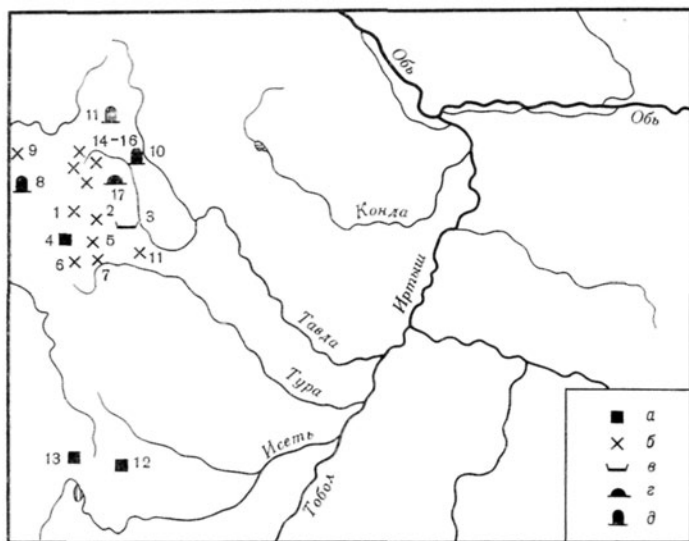 Обь
Обь
11
14-16
10
9
8
17
1
2
3
4
5
6
7
11
Конда
Иртыш
Тавда
Тура
Исеть
Тобол
13
12
а
б
в
г
д